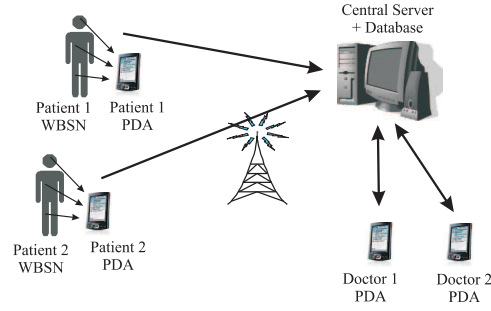 Central Server
+ Database
Patient 1
WBSN
Patient 1
PDA
Patient 2
WBSN
Patient 2
PDA
Doctor 1
PDA
Doctor 2
PDA